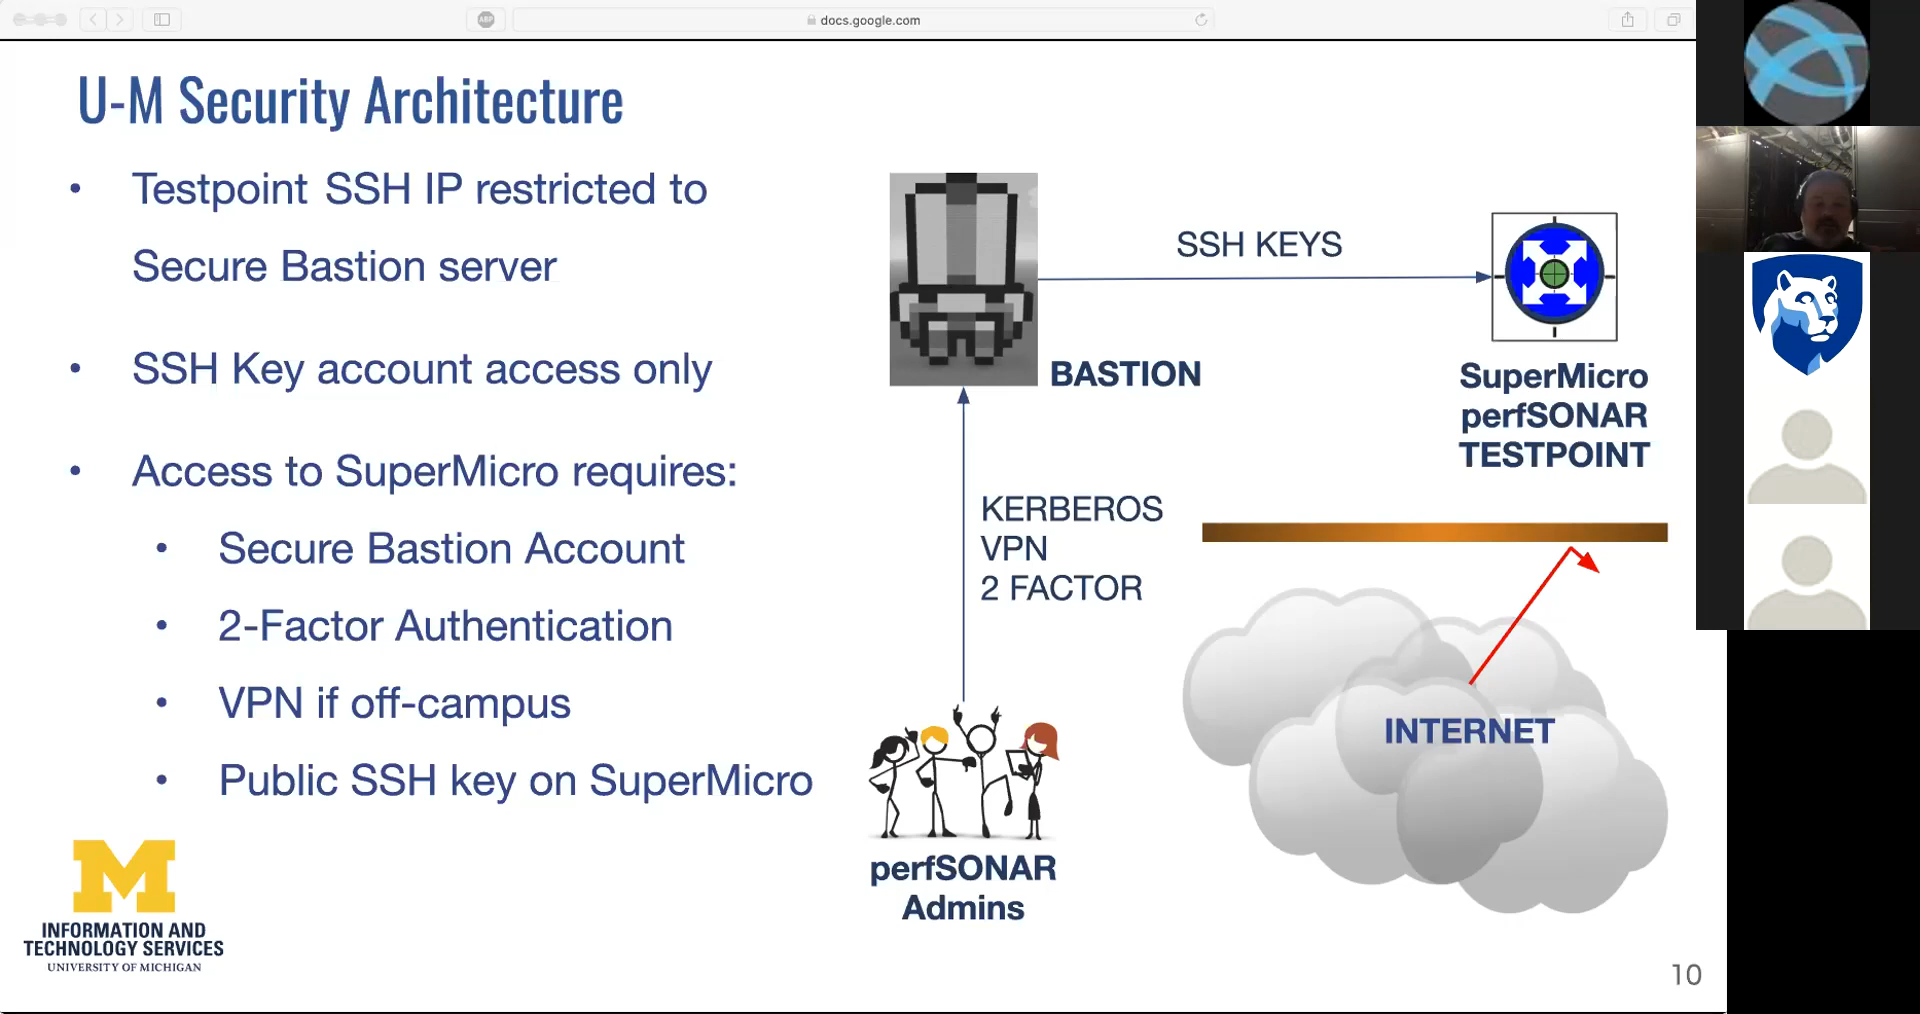 ABP
docs.google.com
U-M Security Architecture
• Testpoint SSH IP restricted to
Secure Bastion server
• SSH Key account access only
• Access to SuperMicro requires:
• Secure Bastion Account
• 2-Factor Authentication
• VPN if off-campus
• Public SSH key on SuperMicro
SSH KEYS
BASTION
SuperMicro
perfSONAR
TESTPOINT
KERBEROS
VPN
2 FACTOR
INTERNET
perfSONAR
Admins
M
INFORMATION AND
TECHNOLOGY SERVICES
UNIVERSITY OF MICHIGAN
10